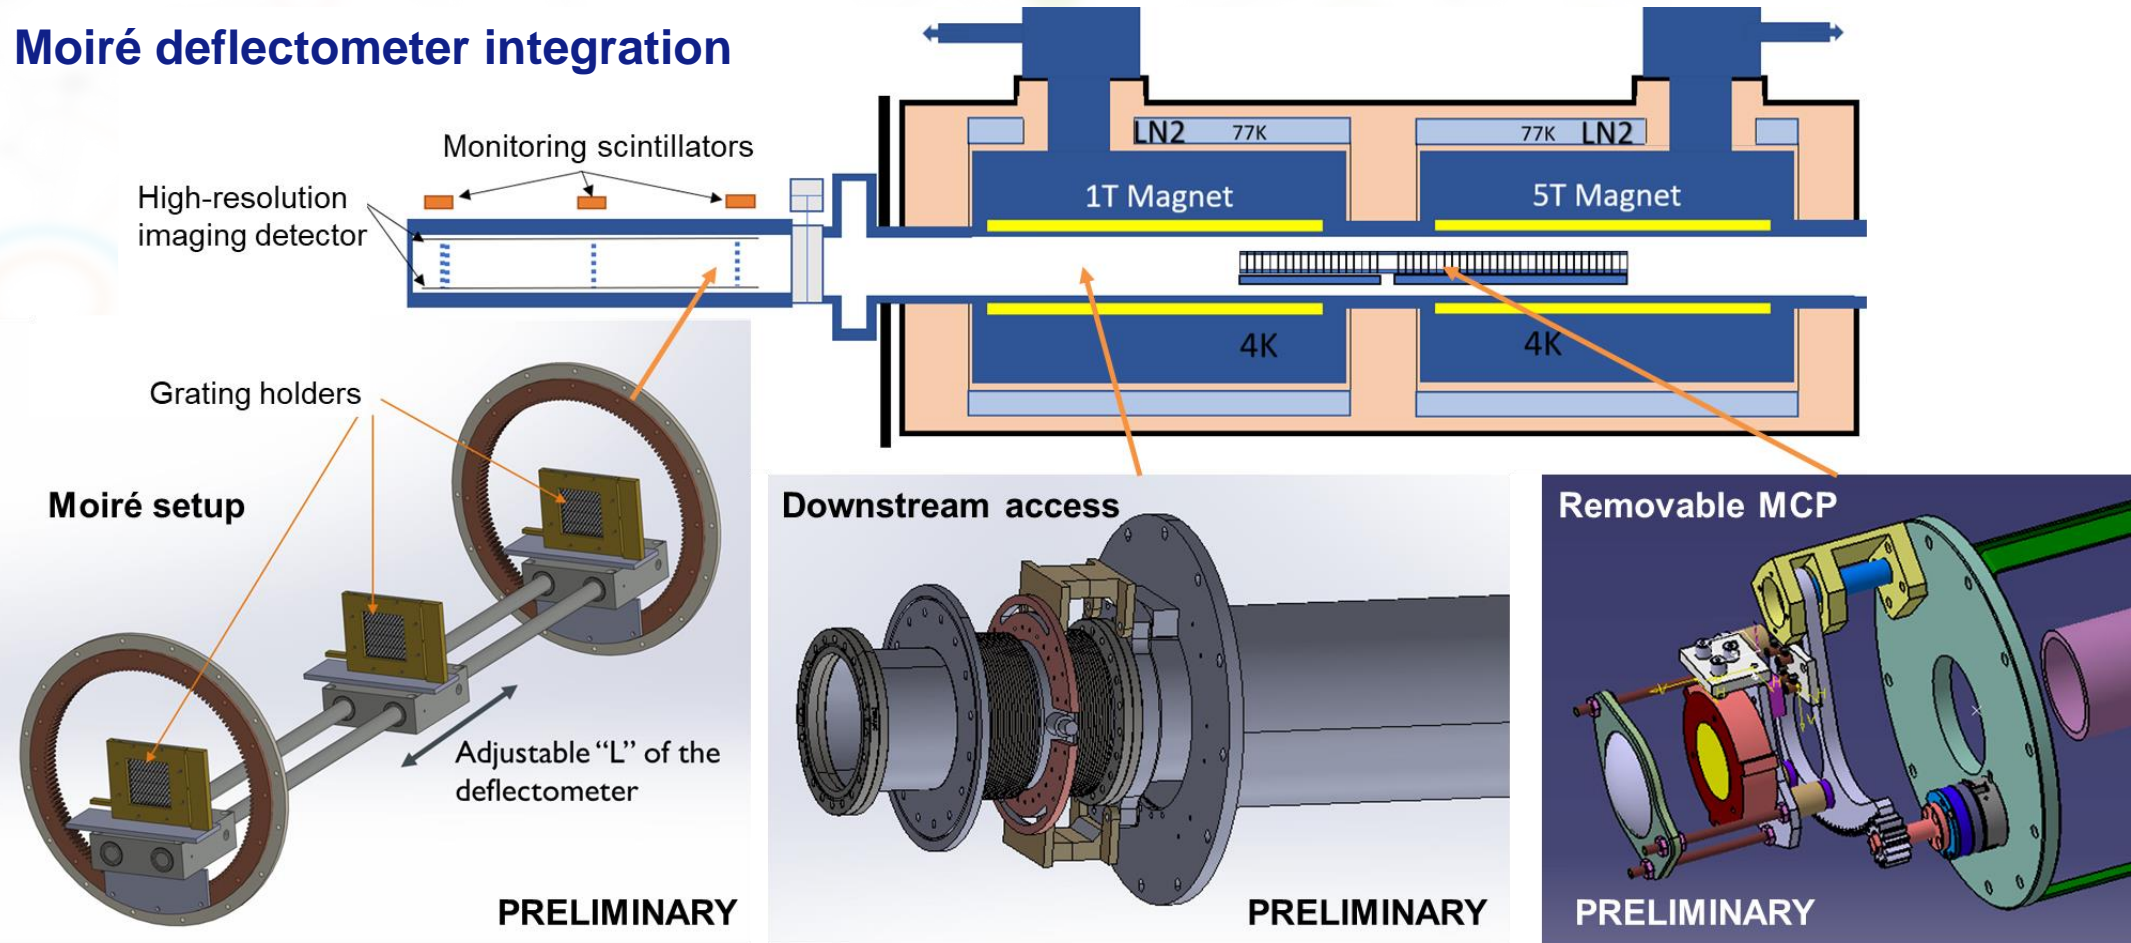 Moiré deflectometer integration
Monitoring scintillators
High-resolution
imaging detector
LN2 77K
77K LN2
1T Magnet
5T Magnet
4K
4K
Grating holders
Moiré setup
Adjustable “L” of the
deflectometer
PRELIMINARY
Downstream access
PRELIMINARY
Removable MCP
PRELIMINARY